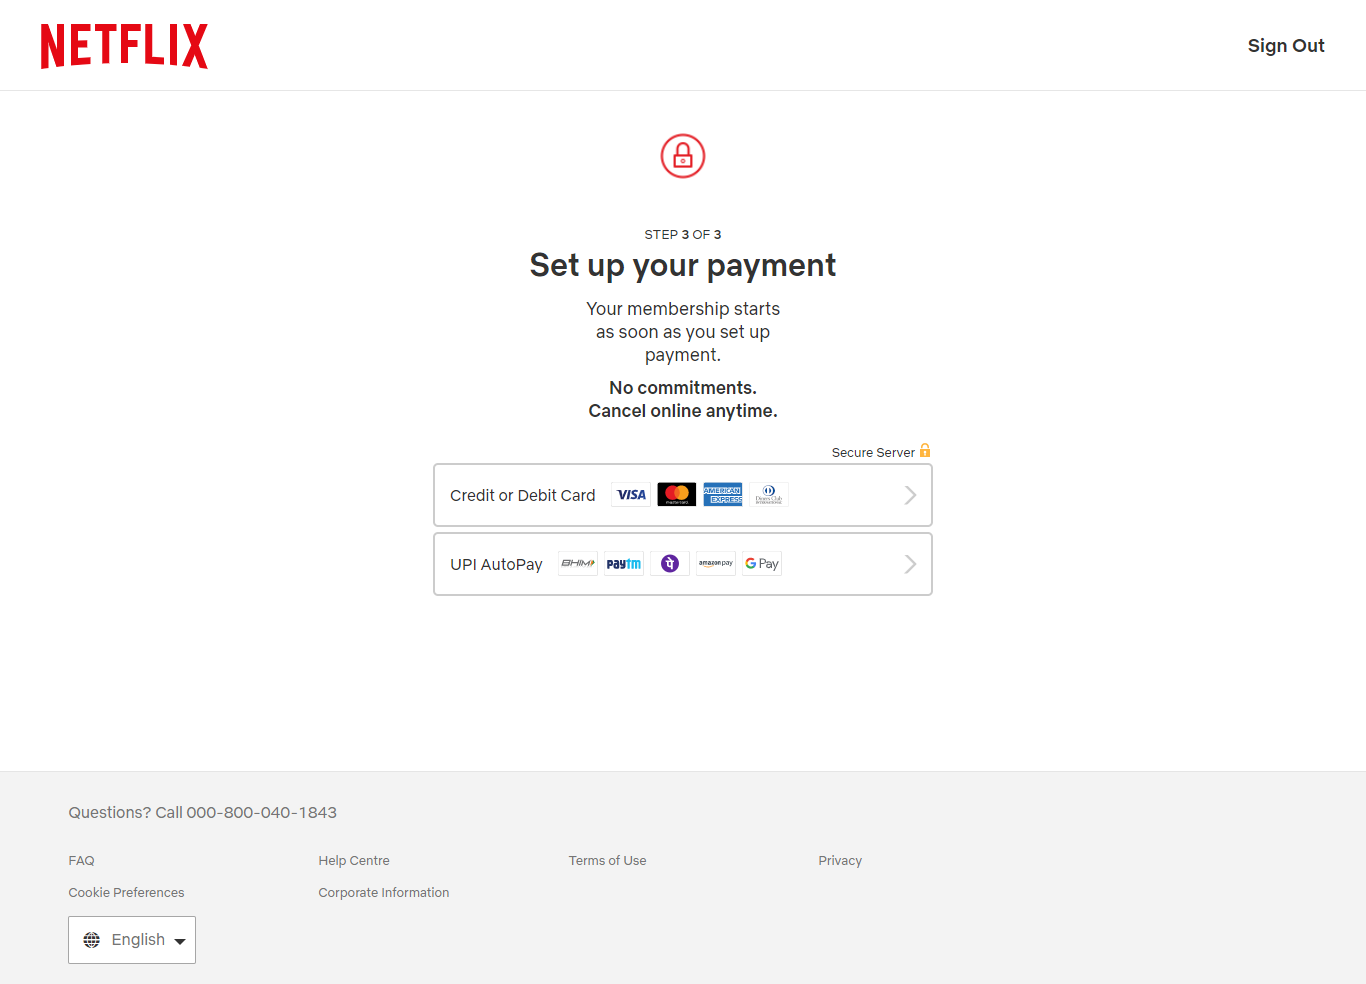 NETFLIX
Sign Out
STEP 3 OF 3
Set up your payment
Your membership starts
as soon as you set up
payment.
No commitments.
Cancel online anytime.
Secure Server
Credit or Debit Card VISA mastercard AMERICAN EXPRESS Diners Club INTERNATIONAL
UPI AutoPay BHIM paytm पे amazon pay G Pay
Questions? Call 000-800-040-1843
FAQ Help Centre Terms of Use Privacy
Cookie Preferences Corporate Information
English